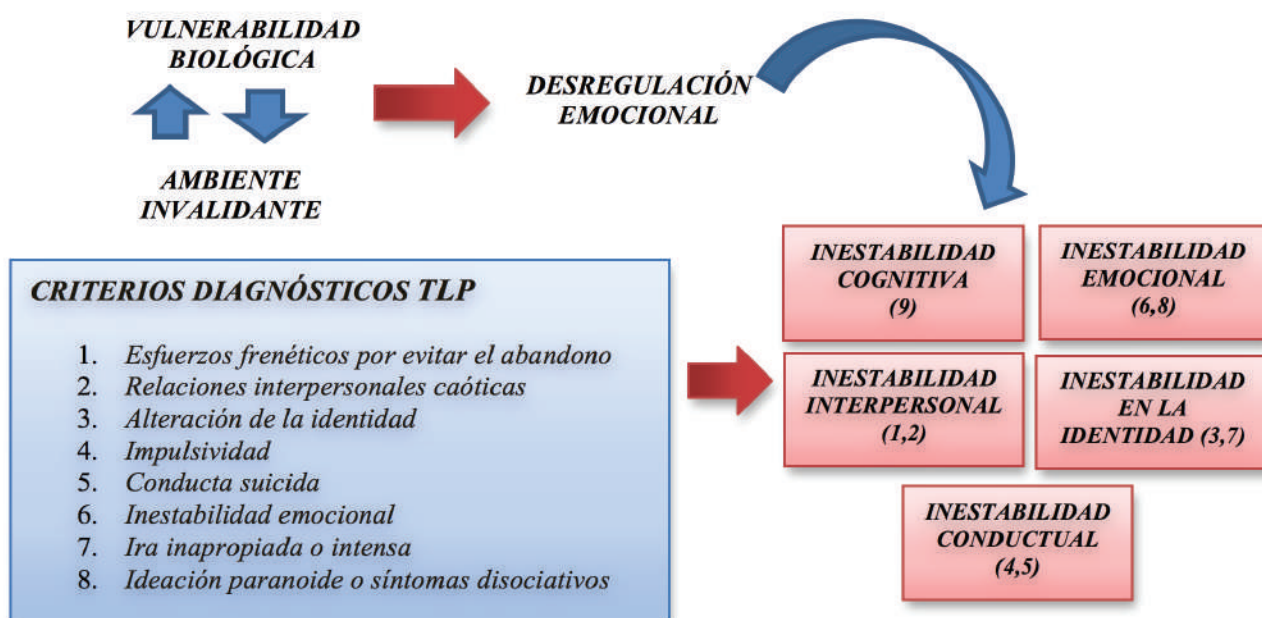 VULNERABILIDAD
BIOLÓGICA
AMBIENTE
INVALIDANTE
DESREGULACIÓN
EMOCIONAL
CRITERIOS DIAGNÓSTICOS TLP
1. Esfuerzos frenéticos por evitar el abandono
2. Relaciones interpersonales caóticas
3. Alteración de la identidad
4. Impulsividad
5. Conducta suicida
6. Inestabilidad emocional
7. Ira inapropiada o intensa
8. Ideación paranoide o síntomas disociativos
INESTABILIDAD
COGNITIVA
(9)
INESTABILIDAD
EMOCIONAL
(6,8)
INESTABILIDAD
INTERPERSONAL
(1,2)
INESTABILIDAD
EN LA
IDENTIDAD (3,7)
INESTABILIDAD
CONDUCTUAL
(4,5)